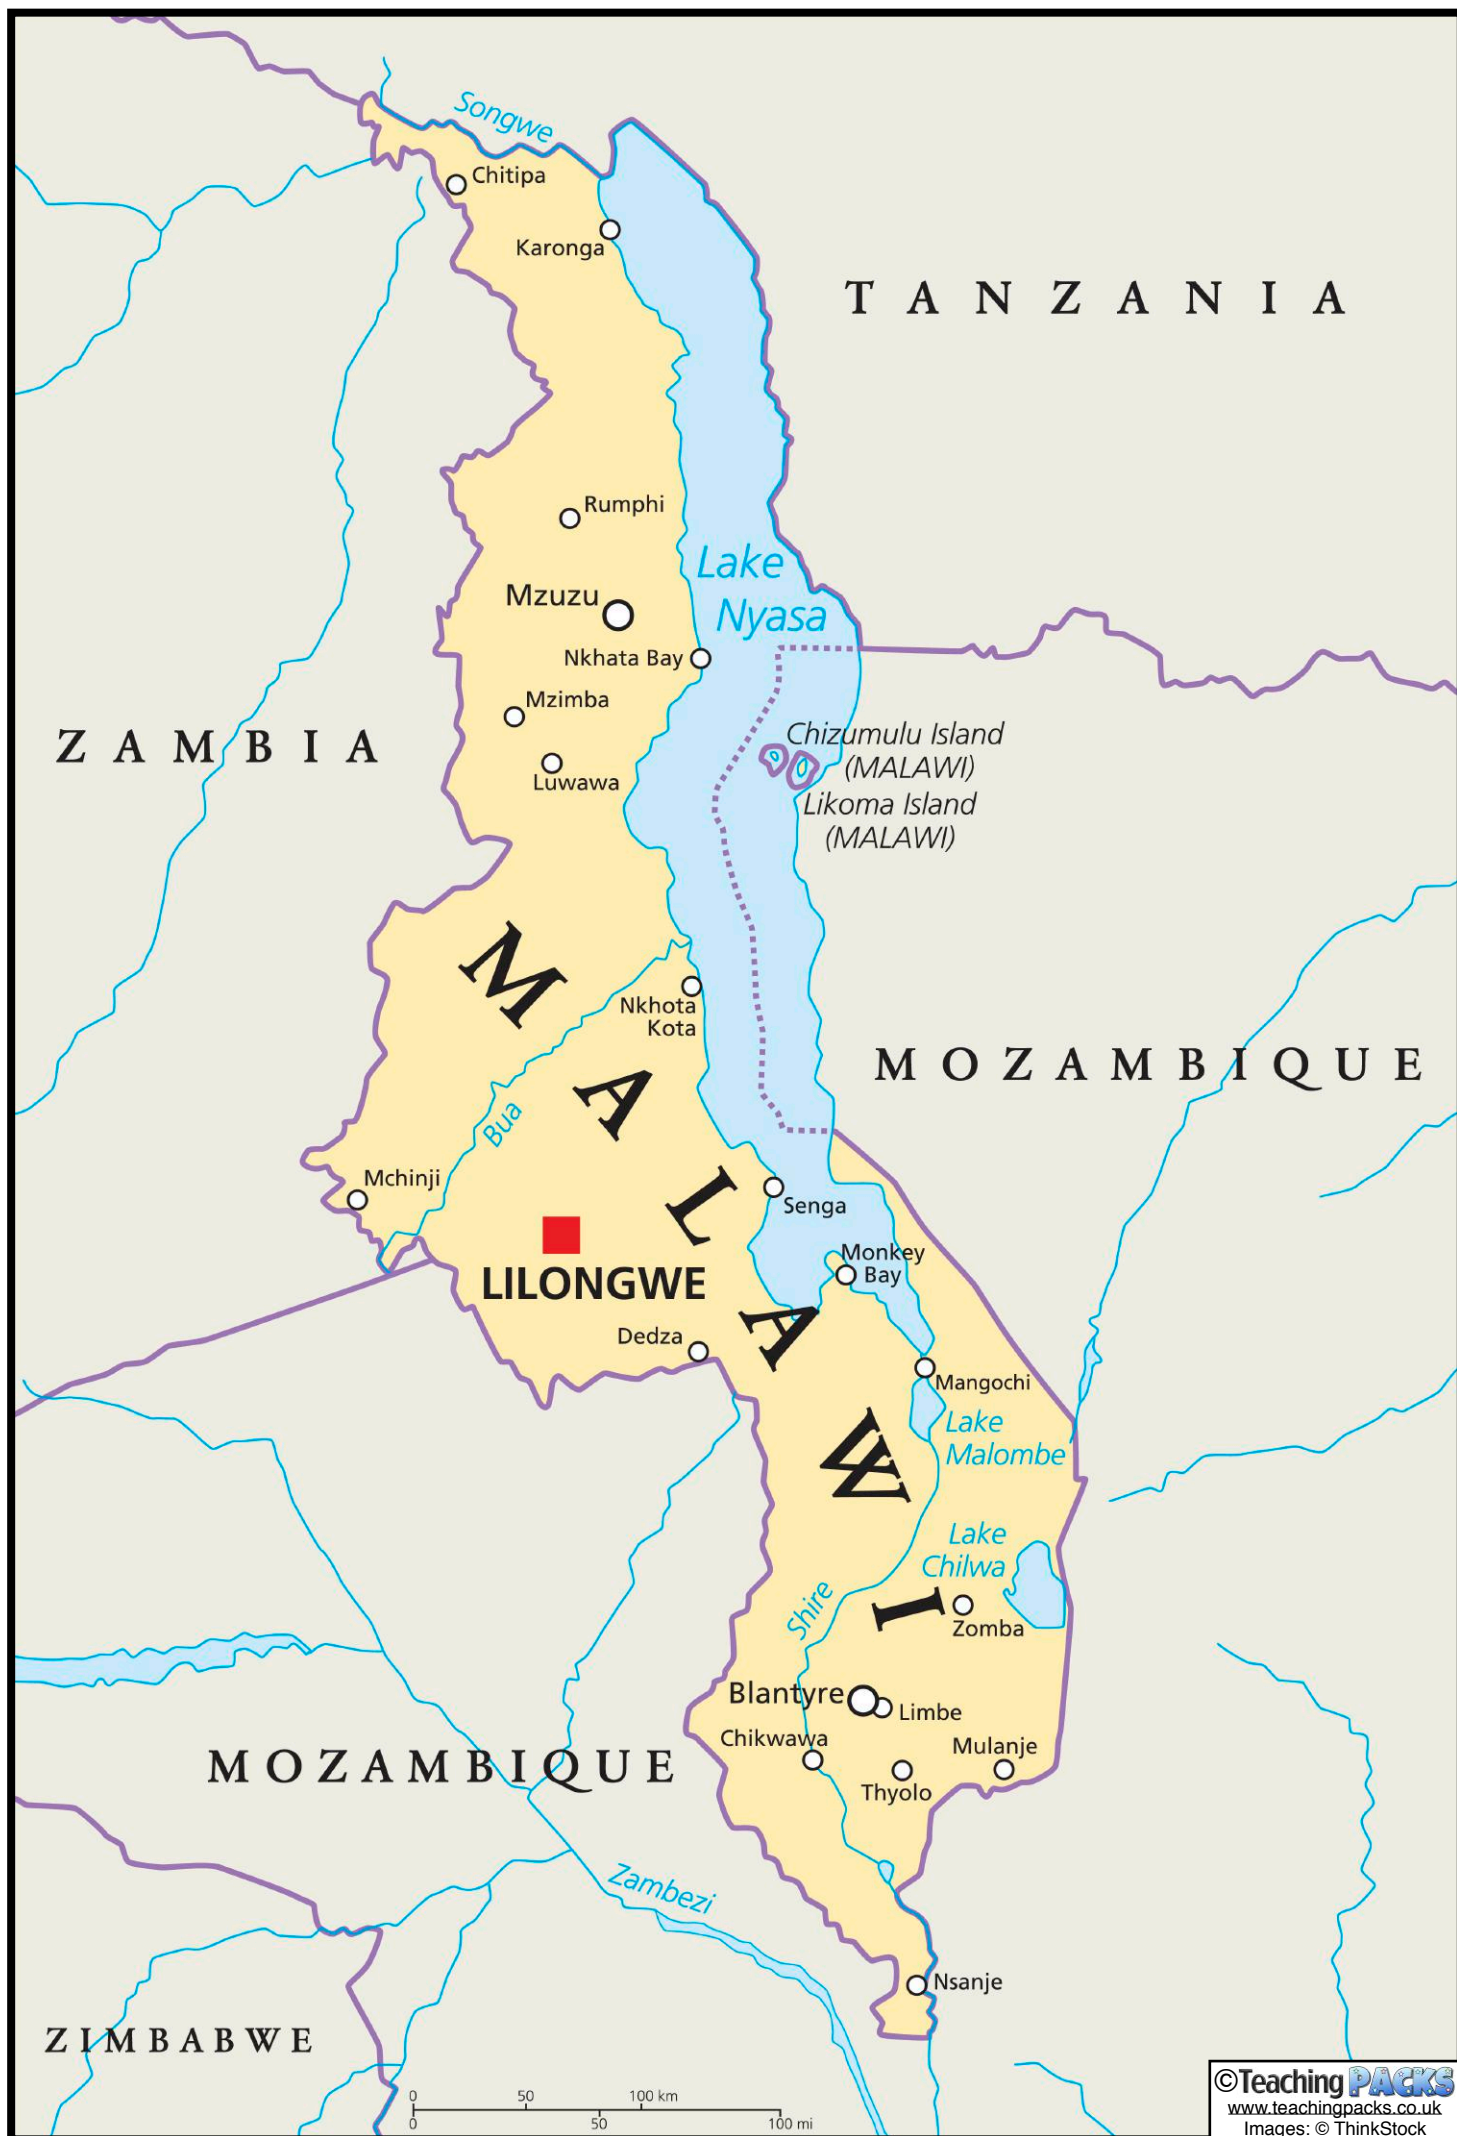 Songwe
Chitipa
Karonga
TANZANIA
Rumphi
Lake
Nyasa
Mzuzu
Nkhata Bay
Mzimba
Luwawa
ZAMBIA
Chizumulu Island
(MALAWI)
Likoma Island
(MALAWI)
MALAWI
Nkhota
Kota
MOZAMBIQUE
Bua
Mchinji
Senga
LILONGWE
Monkey
Bay
Dedza
Mangochi
Lake
Malombe
Lake
Chilwa
Shire
Zomba
Blantyre
Limbe
Chikwawa
Mulanje
Thyolo
MOZAMBIQUE
Zambezi
Nsanje
ZIMBABWE
0 50 100 km
0 50 100 mi
©Teaching PACKS
www.teachingpacks.co.uk
Images: © ThinkStock